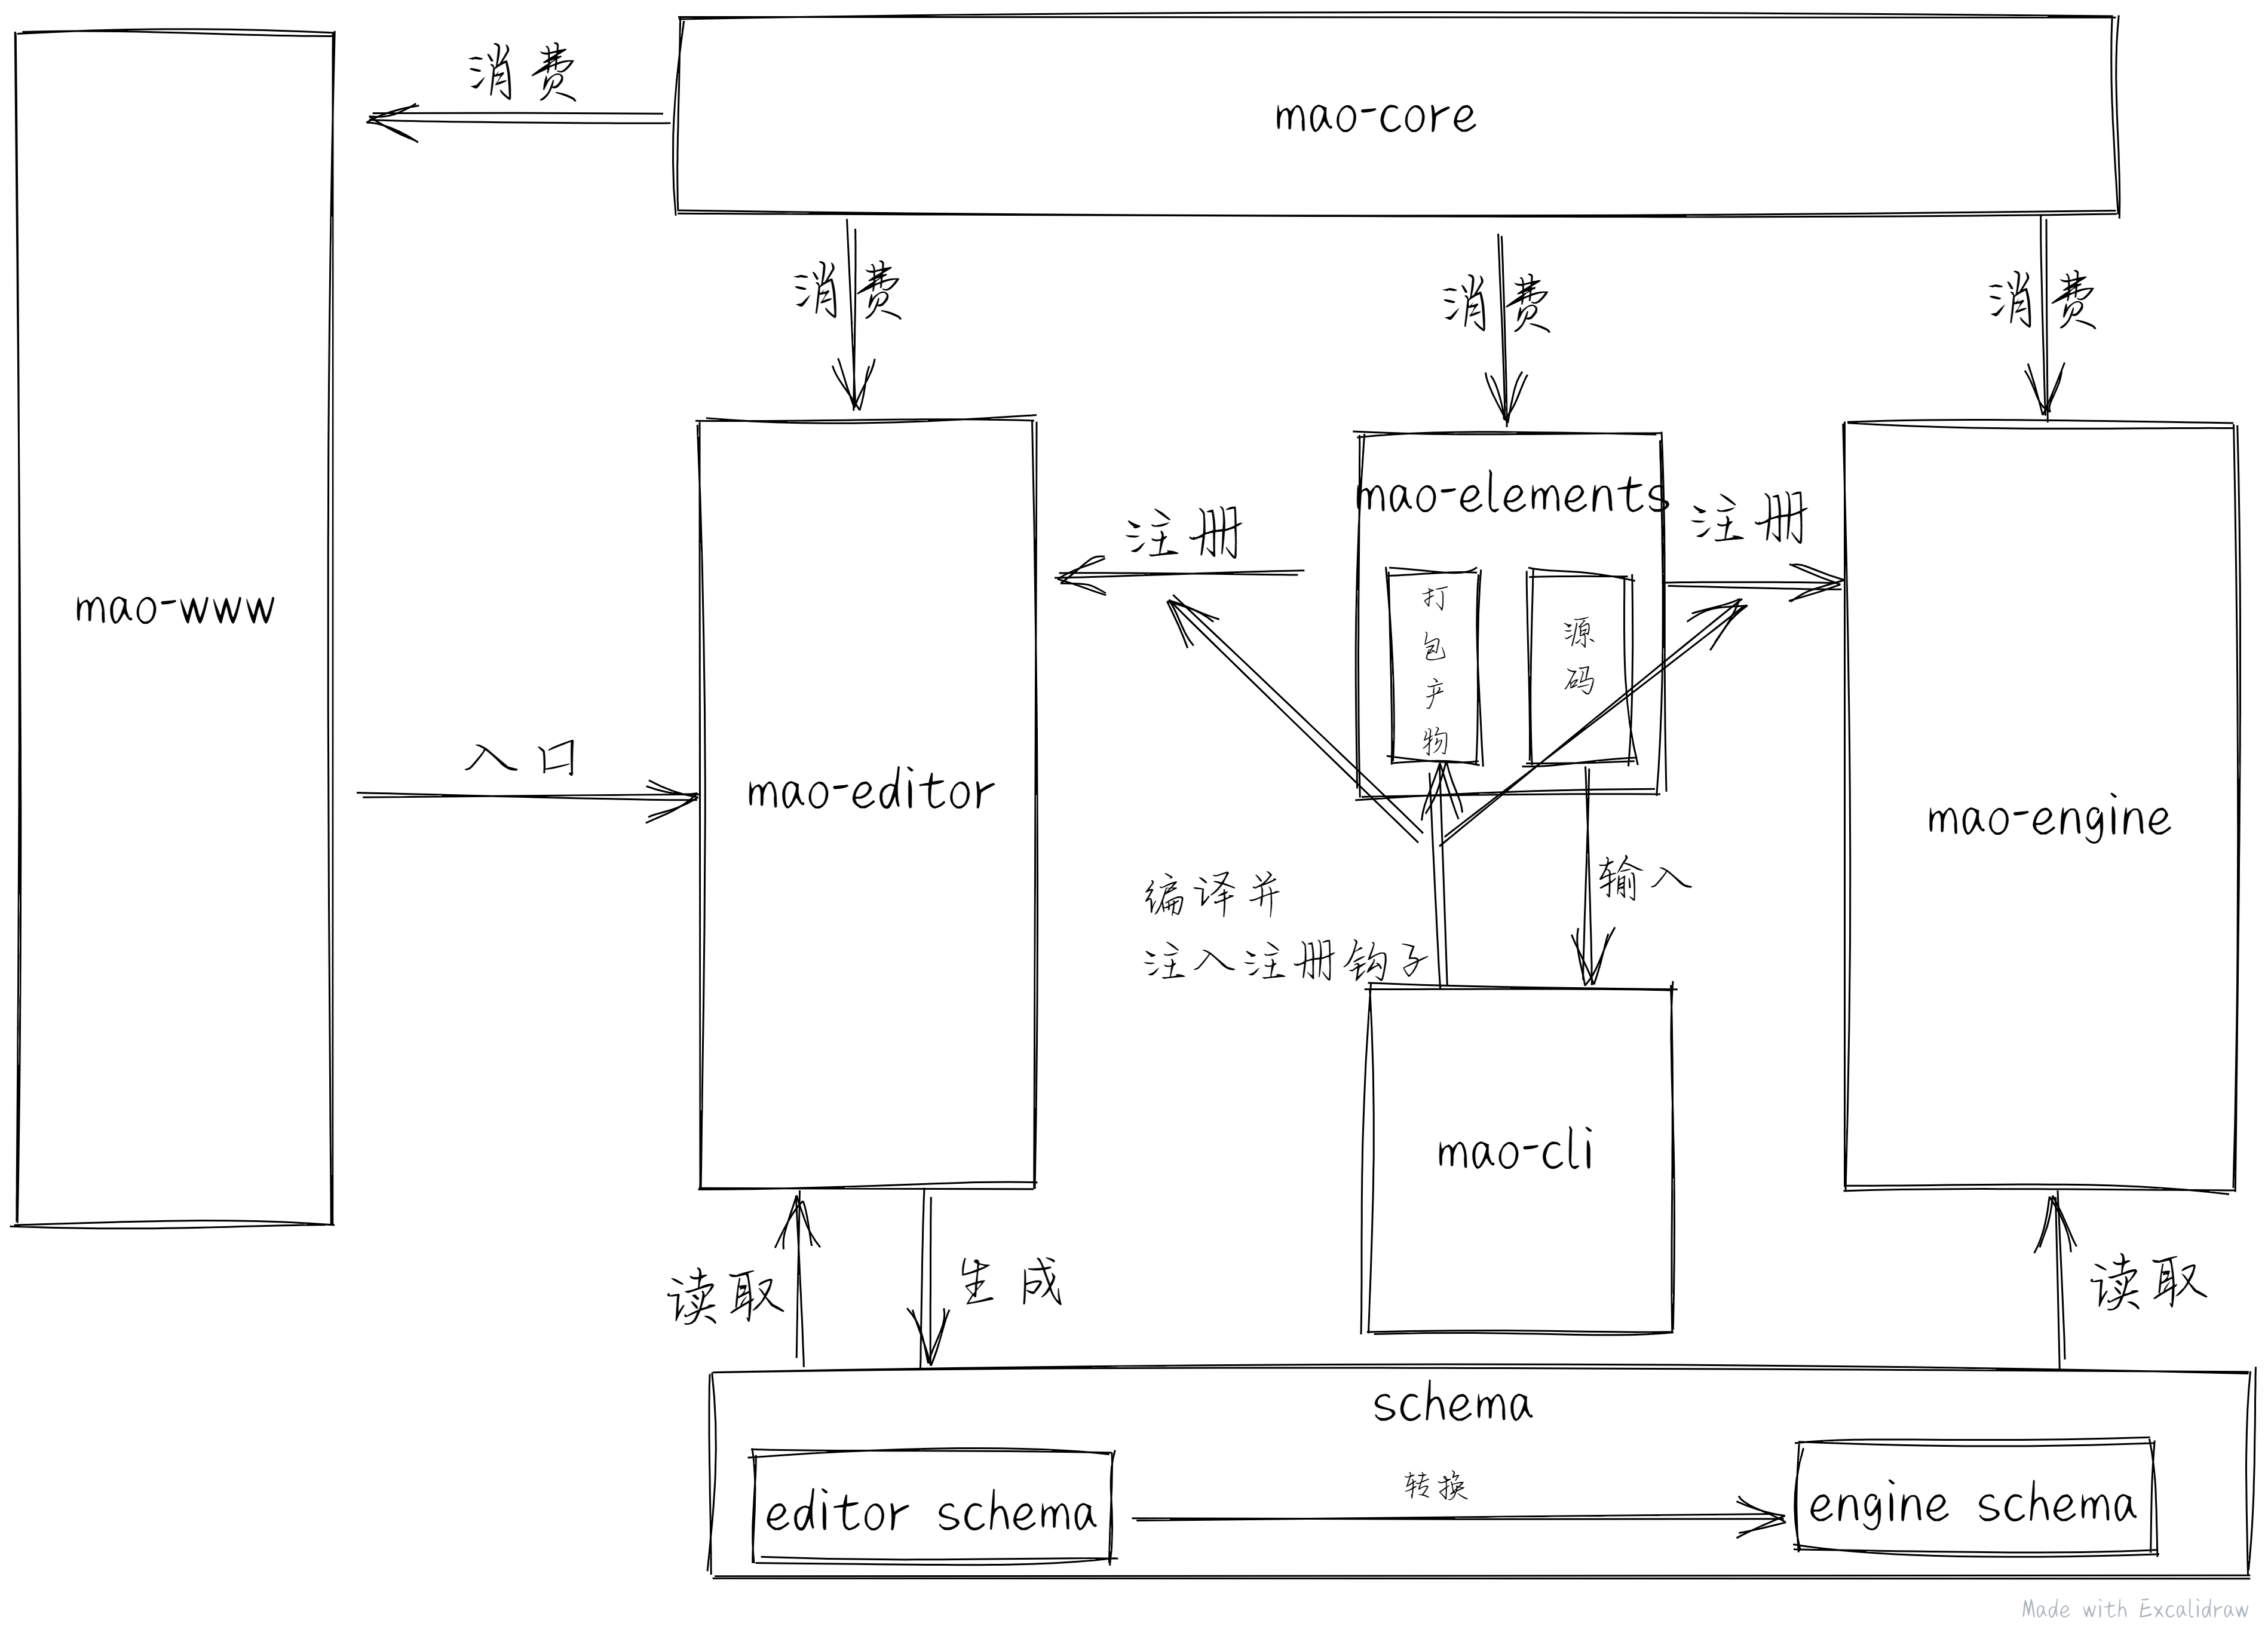 消费
mao-core
消费
消费
消费
mao-elements
注册
注册
打
包
产
物
源
码
mao-www
入口
mao-editor
mao-engine
编译并
注入注册钩子
输入
mao-cli
读取
生成
读取
schema
editor schema
转换
engine schema
Made with Excalidraw